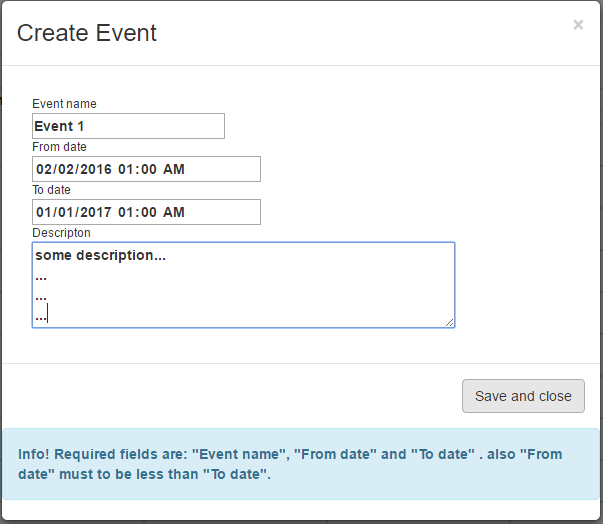 Create Event ×
Event name
Event 1
From date
02/02/2016 01:00 AM
To date
01/01/2017 01:00 AM
Descripton
some description...
...
...
...
Save and close
Info! Required fields are: "Event name", "From date" and "To date" . also "From
date" must to be less than "To date".